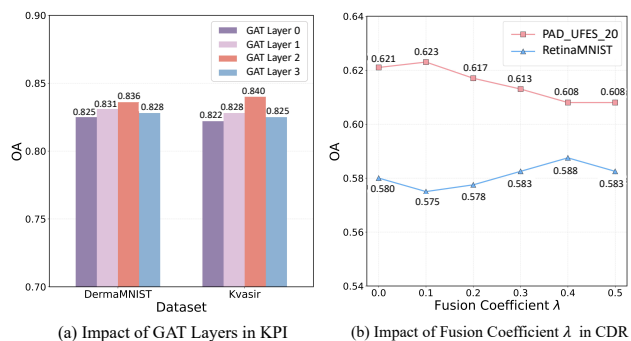 0.90
0.85
0.80
0.75
0.70
OA
GAT Layer 0
GAT Layer 1
GAT Layer 2
GAT Layer 3
0.825
0.831
0.836
0.828
0.822
0.828
0.840
0.825
DermaMNIST
Kvasir
Dataset
(a) Impact of GAT Layers in KPI
0.64
0.62
0.60
0.58
0.56
0.54
OA
PAD_UFES_20
RetinaMNIST
0.621
0.623
0.617
0.613
0.608
0.608
0.580
0.575
0.578
0.583
0.588
0.583
0.0
0.1
0.2
0.3
0.4
0.5
Fusion Coefficient λ
(b) Impact of Fusion Coefficient λ in CDR